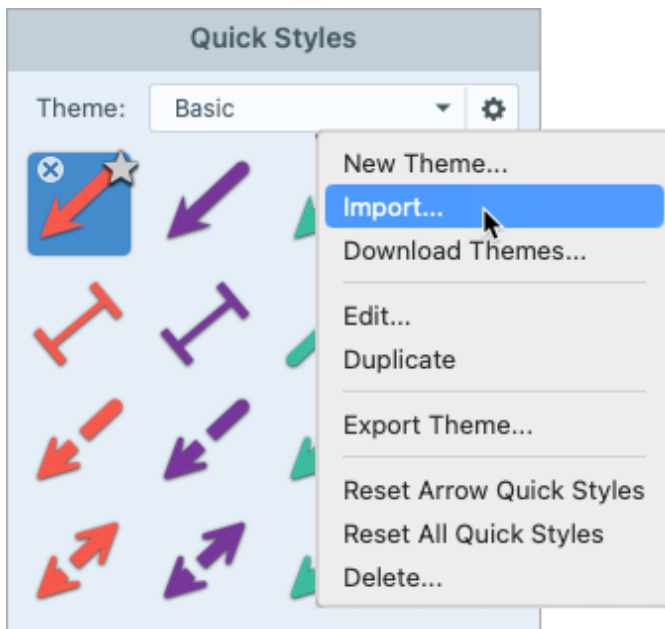 Quick Styles
Theme: Basic
New Theme...
Import...
Download Themes...
Edit...
Duplicate
Export Theme...
Reset Arrow Quick Styles
Reset All Quick Styles
Delete...